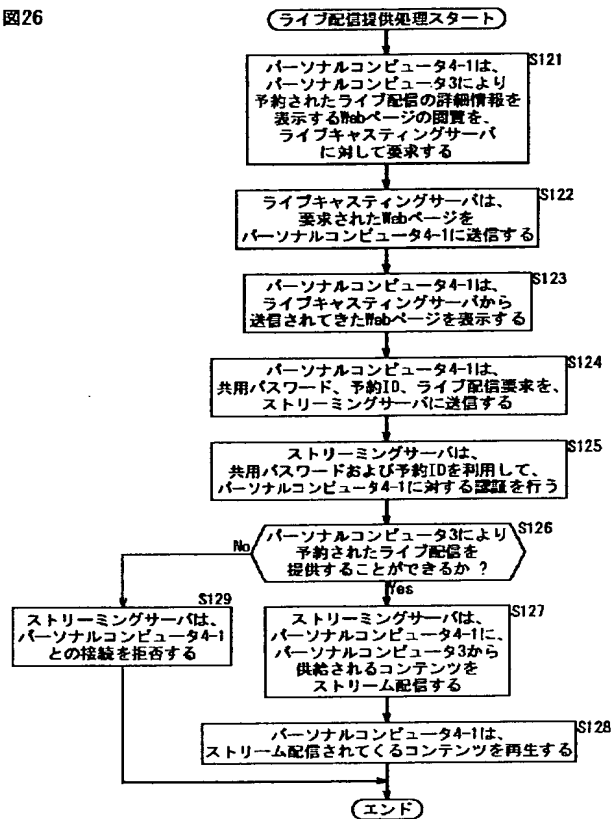 図26
ライブ配信提供処理スタート
S121
パーソナルコンピュータ4-1は、
パーソナルコンピュータ3により
予約されたライブ配信の詳細情報を
表示するWebページの閲覧を、
ライブキャスティングサーバ
に対して要求する
S122
ライブキャスティングサーバは、
要求されたWebページを
パーソナルコンピュータ4-1に送信する
S123
パーソナルコンピュータ4-1は、
ライブキャスティングサーバから
送信されてきたWebページを表示する
S124
パーソナルコンピュータ4-1は、
共用パスワード、予約ID、ライブ配信要求を、
ストリーミングサーバに送信する
S125
ストリーミングサーバは、
共用パスワードおよび予約IDを利用して、
パーソナルコンピュータ4-1に対する認証を行う
S126
パーソナルコンピュータ3により
予約されたライブ配信を
提供することができるか ?
No
Yes
S129
ストリーミングサーバは、
パーソナルコンピュータ4-1
との接続を拒否する
S127
ストリーミングサーバは、
パーソナルコンピュータ4-1に、
パーソナルコンピュータ3から
供給されるコンテンツを
ストリーム配信する
S128
パーソナルコンピュータ4-1は、
ストリーム配信されてくるコンテンツを再生する
エンド